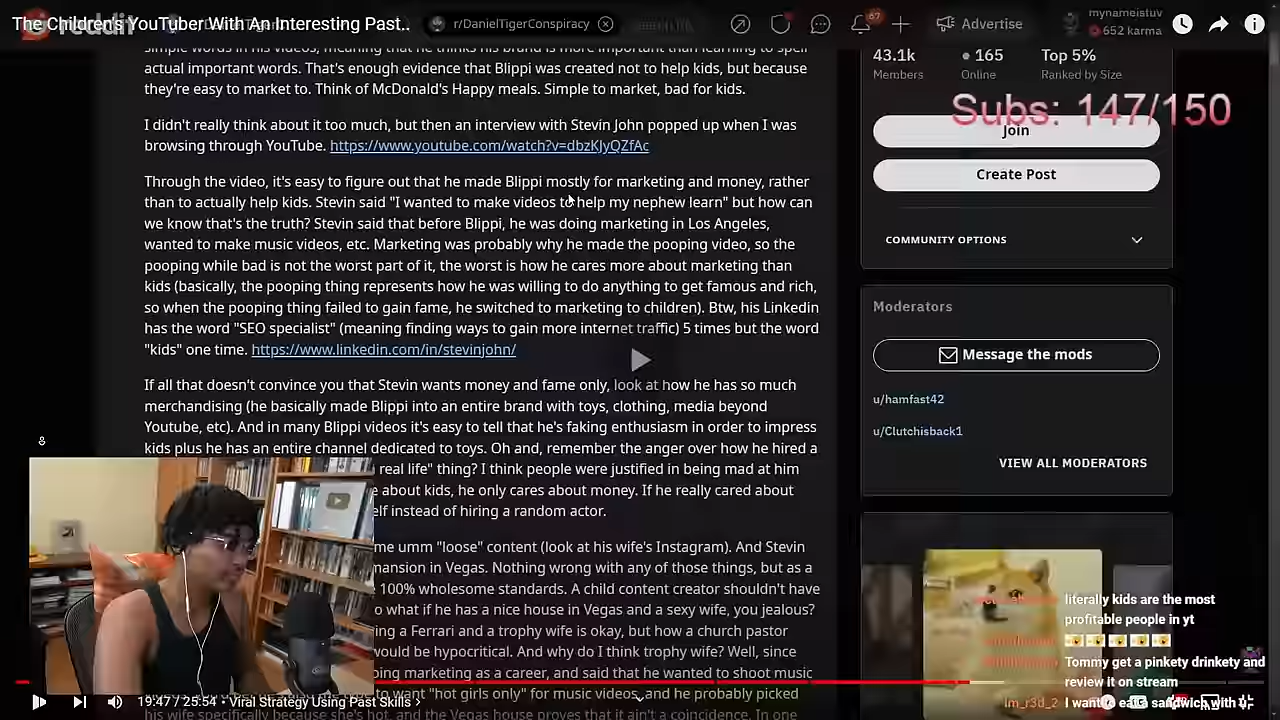 The Children's YouTuber With An Interesting Past..
reddit
r/DanielTigerConspiracy
67
Advertise
mynameistuv
652 karma
simple words in his videos, meaning that he thinks his brand is more important than learning to spell
actual important words. That's enough evidence that Blippi was created not to help kids, but because
they're easy to market to. Think of McDonald's Happy meals. Simple to market, bad for kids.
I didn't really think about it too much, but then an interview with Stevin John popped up when I was
browsing through YouTube. https://www.youtube.com/watch?v=dbzKJyQZfAc
Through the video, it's easy to figure out that he made Blippi mostly for marketing and money, rather
than to actually help kids. Stevin said "I wanted to make videos to help my nephew learn" but how can
we know that's the truth? Stevin said that before Blippi, he was doing marketing in Los Angeles,
wanted to make music videos, etc. Marketing was probably why he made the pooping video, so the
pooping while bad is not the worst part of it, the worst is how he cares more about marketing than
kids (basically, the pooping thing represents how he was willing to do anything to get famous and rich,
so when the pooping thing failed to gain fame, he switched to marketing to children). Btw, his Linkedin
has the word "SEO specialist" (meaning finding ways to gain more internet traffic) 5 times but the word
"kids" one time. https://www.linkedin.com/in/stevinjohn/
If all that doesn't convince you that Stevin wants money and fame only, look at how he has so much
merchandising (he basically made Blippi into an entire brand with toys, clothing, media beyond
Youtube, etc). And in many Blippi videos it's easy to tell that he's faking enthusiasm in order to impress
kids plus he has an entire channel dedicated to toys. Oh and, remember the anger over how he hired a
real life" thing? I think people were justified in being mad at him
about kids, he only cares about money. If he really cared about
elf instead of hiring a random actor.
me umm "loose" content (look at his wife's Instagram). And Stevin
mansion in Vegas. Nothing wrong with any of those things, but as a
100% wholesome standards. A child content creator shouldn't have
o what if he has a nice house in Vegas and a sexy wife, you jealous?
ing a Ferrari and a trophy wife is okay, but how a church pastor
would be hypocritical. And why do I think trophy wife? Well, since
oing marketing as a career, and said that he wanted to shoot music
to want "hot girls only" for music videos, and he probably picked
his wife specifically because she's hot, and the Vegas house proves that it ain't a coincidence. In one
43.1k
165
Top 5%
Members
Online
Ranked by Size
Subs: 147/150
Join
Create Post
COMMUNITY OPTIONS
Moderators
Message the mods
u/hamfast42
u/Clutchisback1
VIEW ALL MODERATORS
literally kids are the most
profitable people in yt
Tommy get a pinkety drinkety and
review it on stream
lm_r3d_2
I want to eat a sandwich with
19:47 / 25:54 • Viral Strategy Using Past Skills